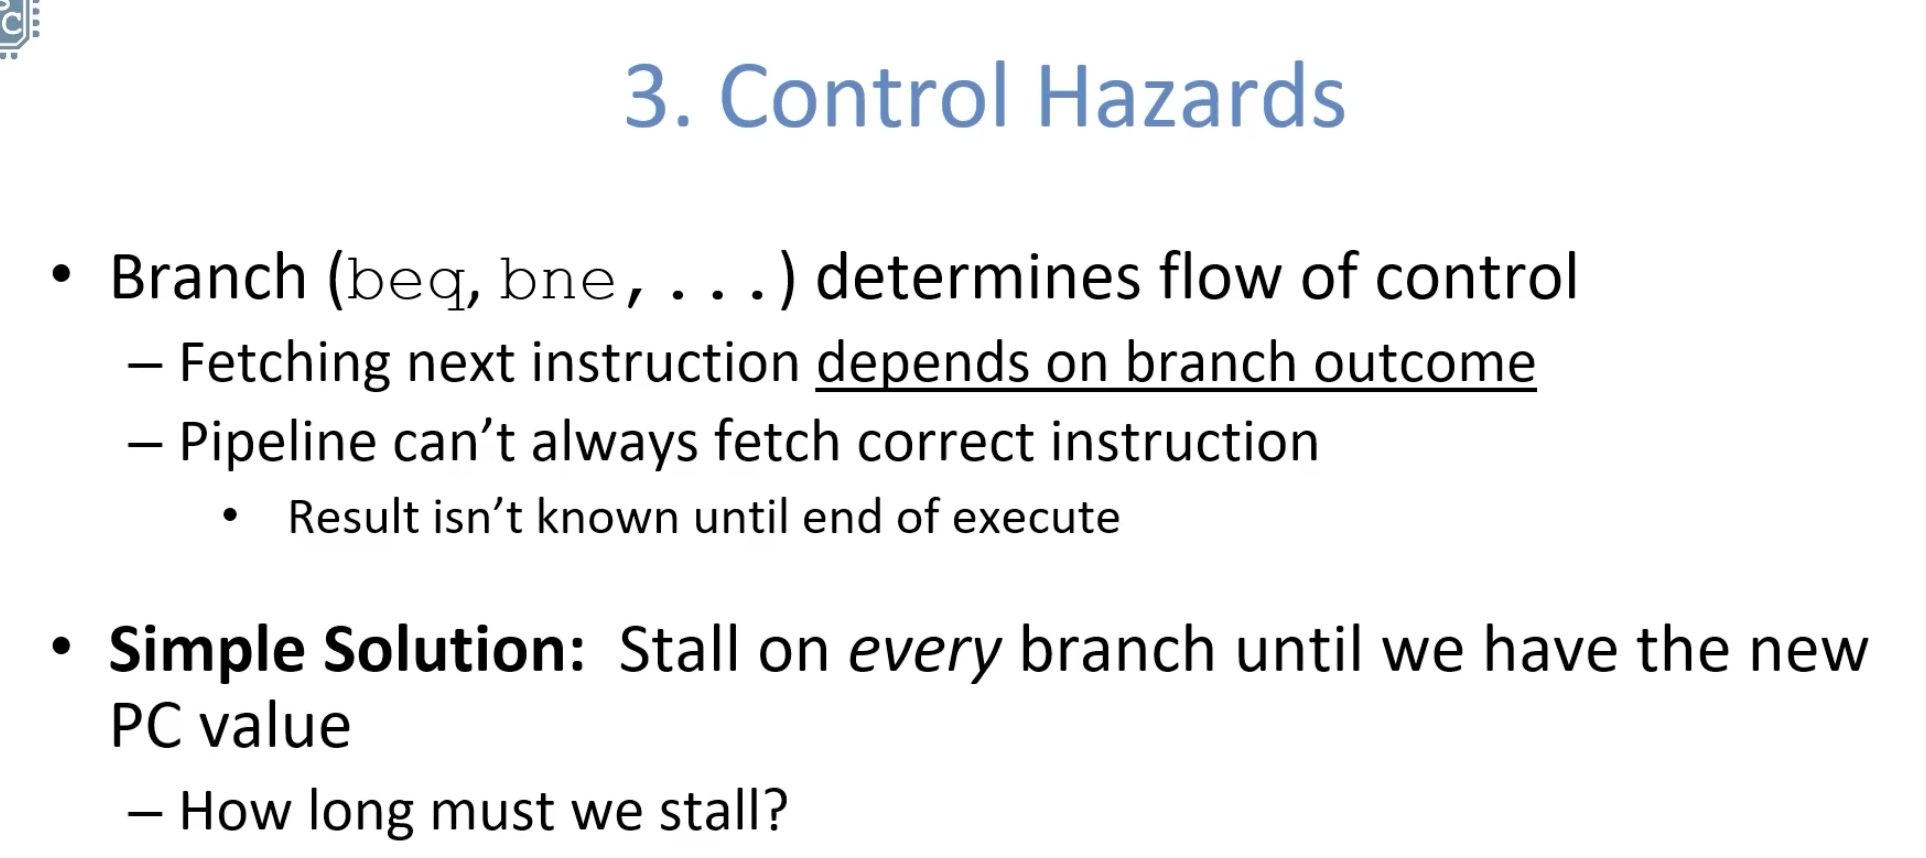 C
3. Control Hazards
• Branch (beq, bne, ...) determines flow of control
– Fetching next instruction depends on branch outcome
– Pipeline can’t always fetch correct instruction
• Result isn’t known until end of execute
• Simple Solution: Stall on every branch until we have the new
PC value
– How long must we stall?